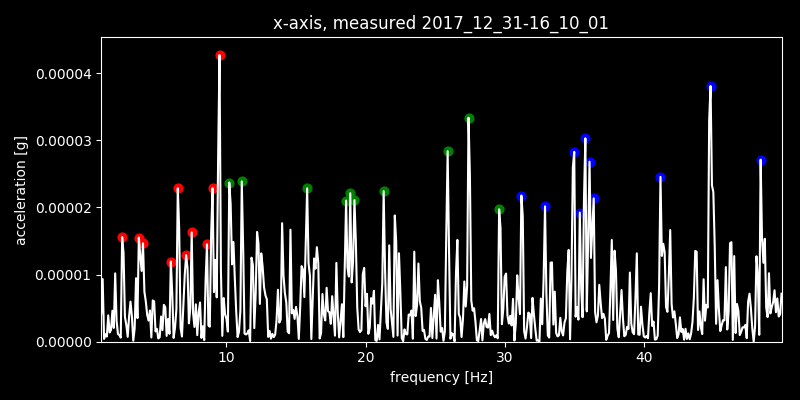 x-axis, measured 2017_12_31-16_10_01
0.00004
0.00003
0.00002
0.00001
0.00000
acceleration [g]
10 20 30 40
frequency [Hz]